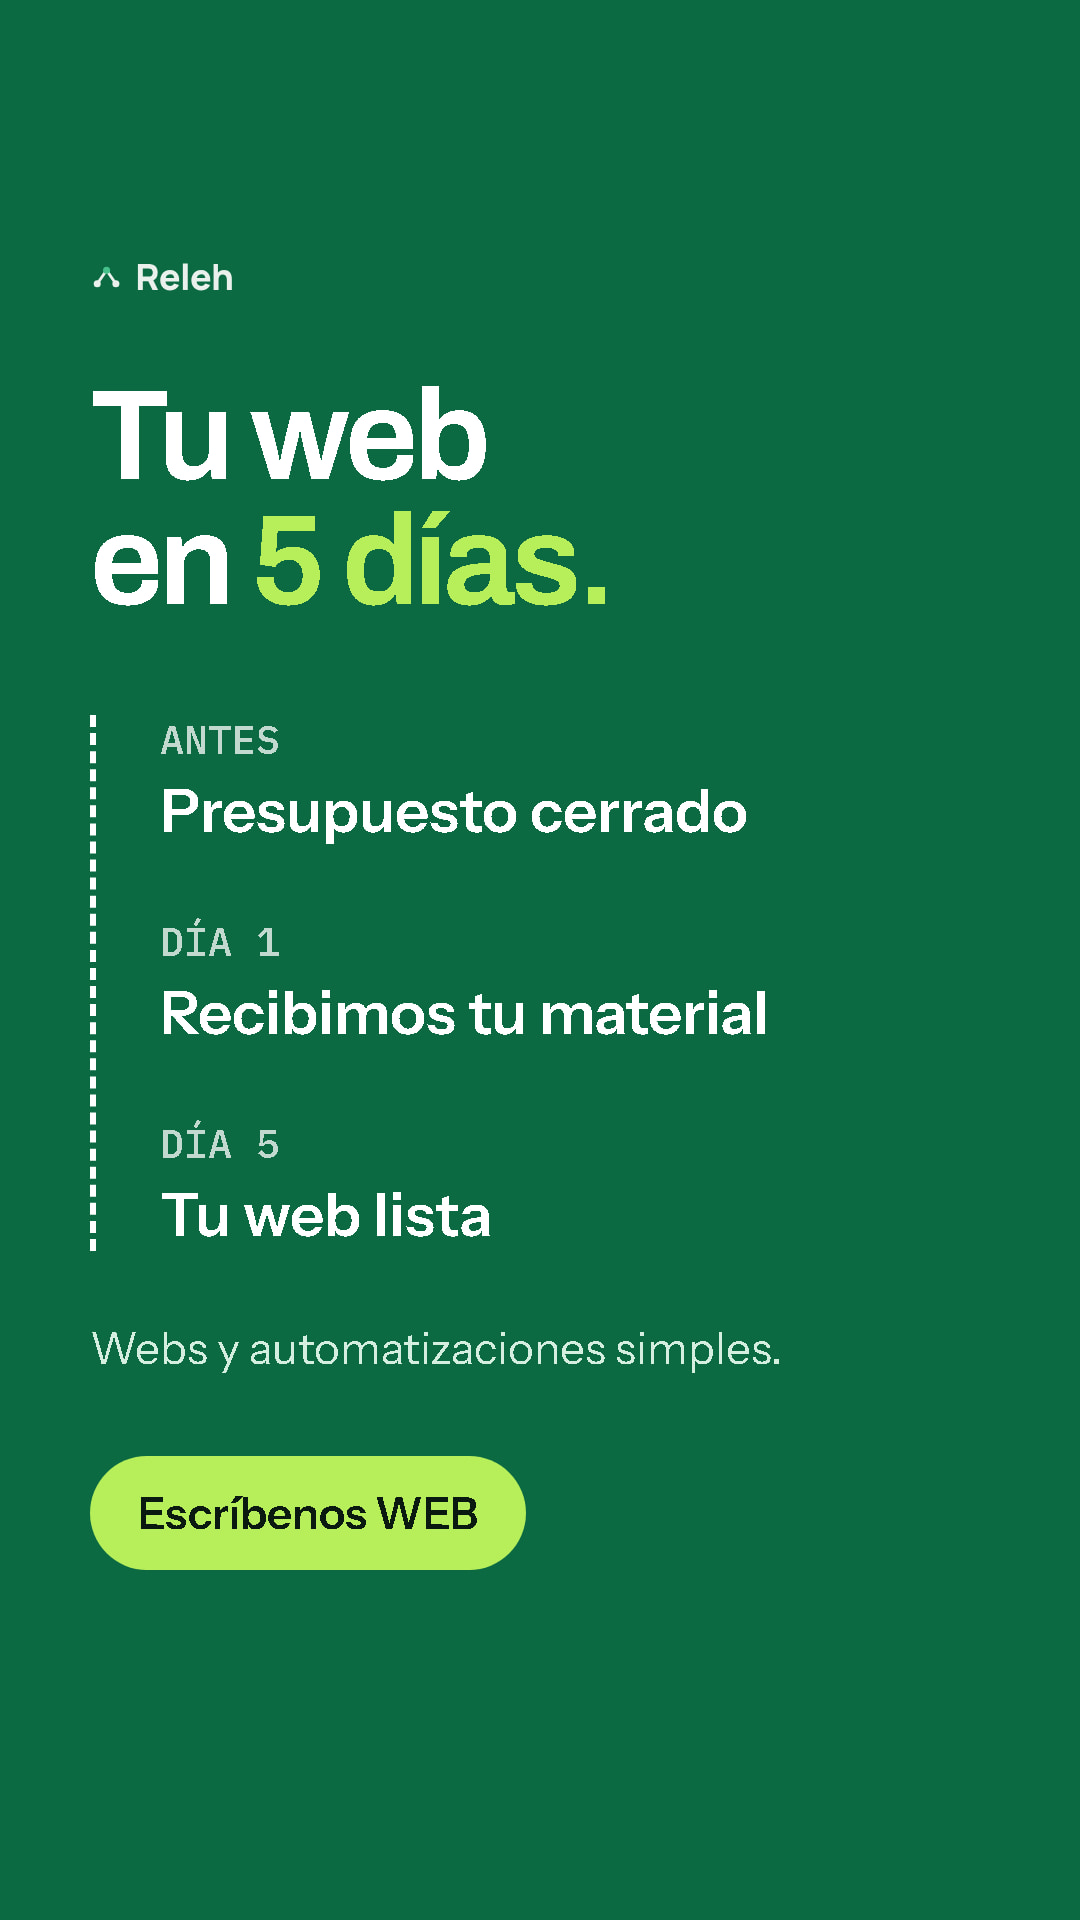 Releh
Tu web
en 5 días.
ANTES
Presupuesto cerrado
DÍA 1
Recibimos tu material
DÍA 5
Tu web lista
Webs y automatizaciones simples.
Escríbenos WEB